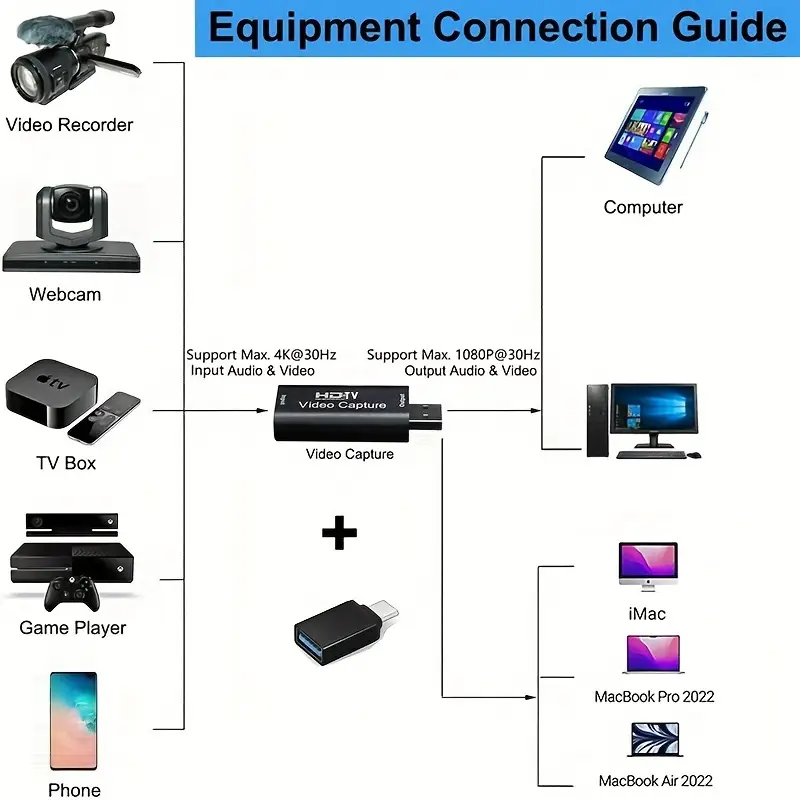 Equipment Connection Guide
Video Recorder
Computer
Webcam
Support Max. 4K@30Hz
Input Audio & Video
Support Max. 1080P@30Hz
Output Audio & Video
tv
Input
HDTV
Video Capture
Output
Video Capture
TV Box
+
Game Player
iMac
MacBook Pro 2022
MacBook Air 2022
Phone